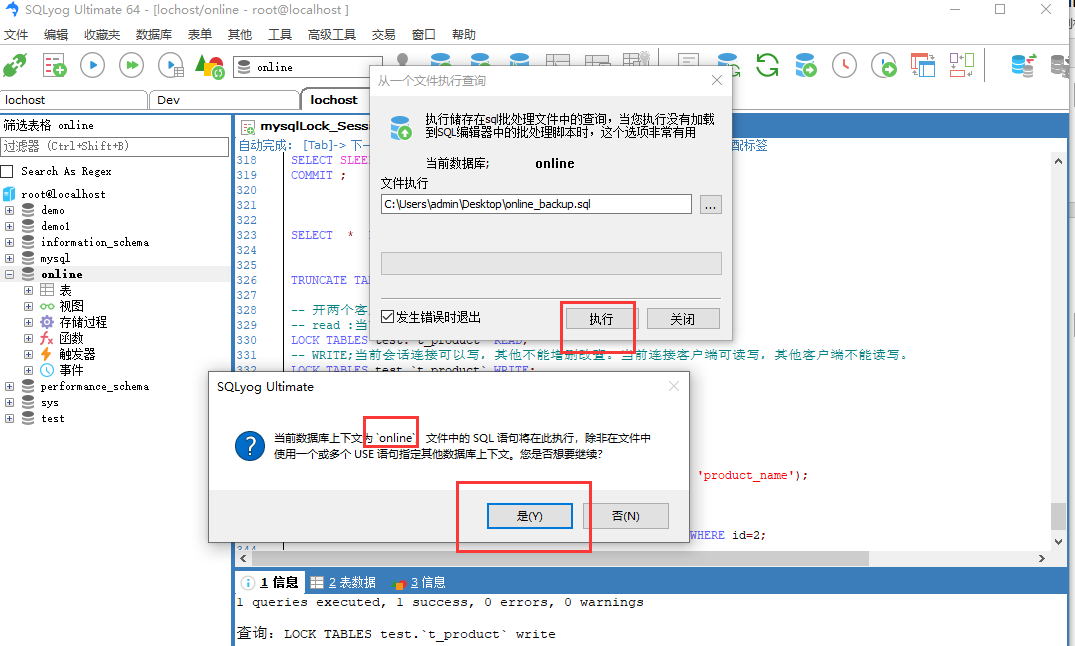 SQLyog Ultimate 64 - [lochost/online - root@localhost ]
文件 编辑 收藏夹 数据库 表单 其他 工具 高级工具 交易 窗口 帮助
online
lochost Dev lochost
筛选表格 online
过滤器 (Ctrl+Shift+B)
Search As Regex
root@localhost
demo
demo1
information_schema
mysql
online
表
视图
存储过程
函数
触发器
事件
performance_schema
sys
test
mysqlLock_Sess
自动完成: [Tab]-> 下一
配标签
318 SELECT SLEE
319 COMMIT ;
320
321
322
323 SELECT *
324
325
326 TRUNCATE TAB
327
328 -- 开两个客
329 -- read :当
330 LOCK TABLES test.`t_product` READ;
331 -- WRITE;当前会话连接可以写，其他不能增删改查。当前连接客户端可读写，其他客户端不能读写。
332 LOCK TABLES test.`t_product` WRITE;
'product_name');
WHERE id=2;
344
从一个文件执行查询
执行储存在sql批处理文件中的查询，当您执行没有加载
到SQL编辑器中的批处理脚本时，这个选项非常有用
当前数据库; online
文件执行
C:\Users\admin\Desktop\online_backup.sql
...
发生错误时退出
执行 关闭
SQLyog Ultimate
当前数据库上下文为 `online`，文件中的 SQL 语句将在此执行，除非在文件中
使用一个或多个 USE 语句指定其他数据库上下文。您是否想要继续？
是(Y) 否(N)
1 信息 2 表数据 3 信息
1 queries executed, 1 success, 0 errors, 0 warnings
查询: LOCK TABLES test.`t_product` write